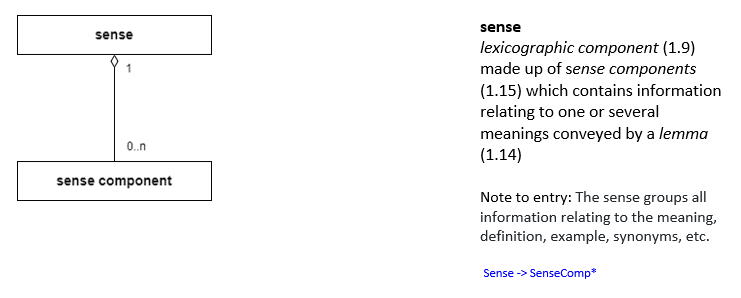 sense
1
0..n
sense component
sense
lexicographic component (1.9)
made up of sense components
(1.15) which contains information
relating to one or several
meanings conveyed by a lemma
(1.14)
Note to entry: The sense groups all
information relating to the meaning,
definition, example, synonyms, etc.
Sense -> SenseComp*